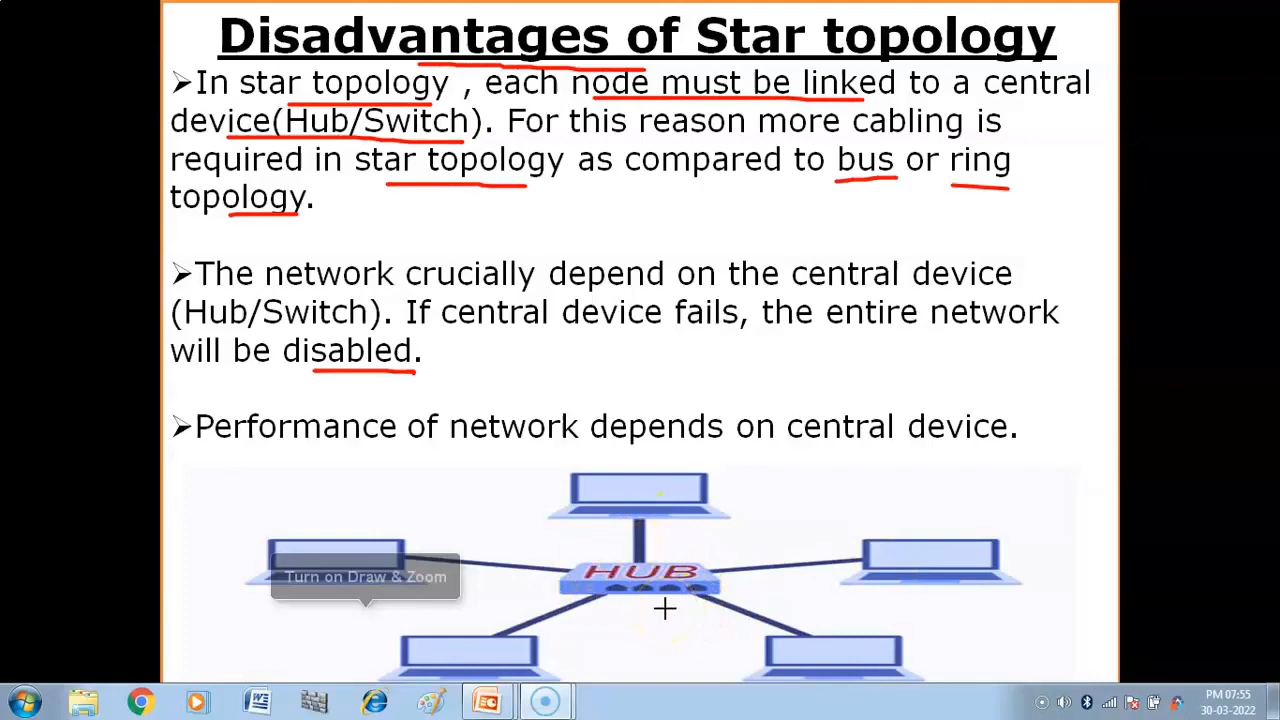 Disadvantages of Star topology
➢In star topology , each node must be linked to a central
device(Hub/Switch). For this reason more cabling is
required in star topology as compared to bus or ring
topology.
➢The network crucially depend on the central device
(Hub/Switch). If central device fails, the entire network
will be disabled.
➢Performance of network depends on central device.
HUB
Turn on Draw & Zoom
PM 07:55
30-03-2022